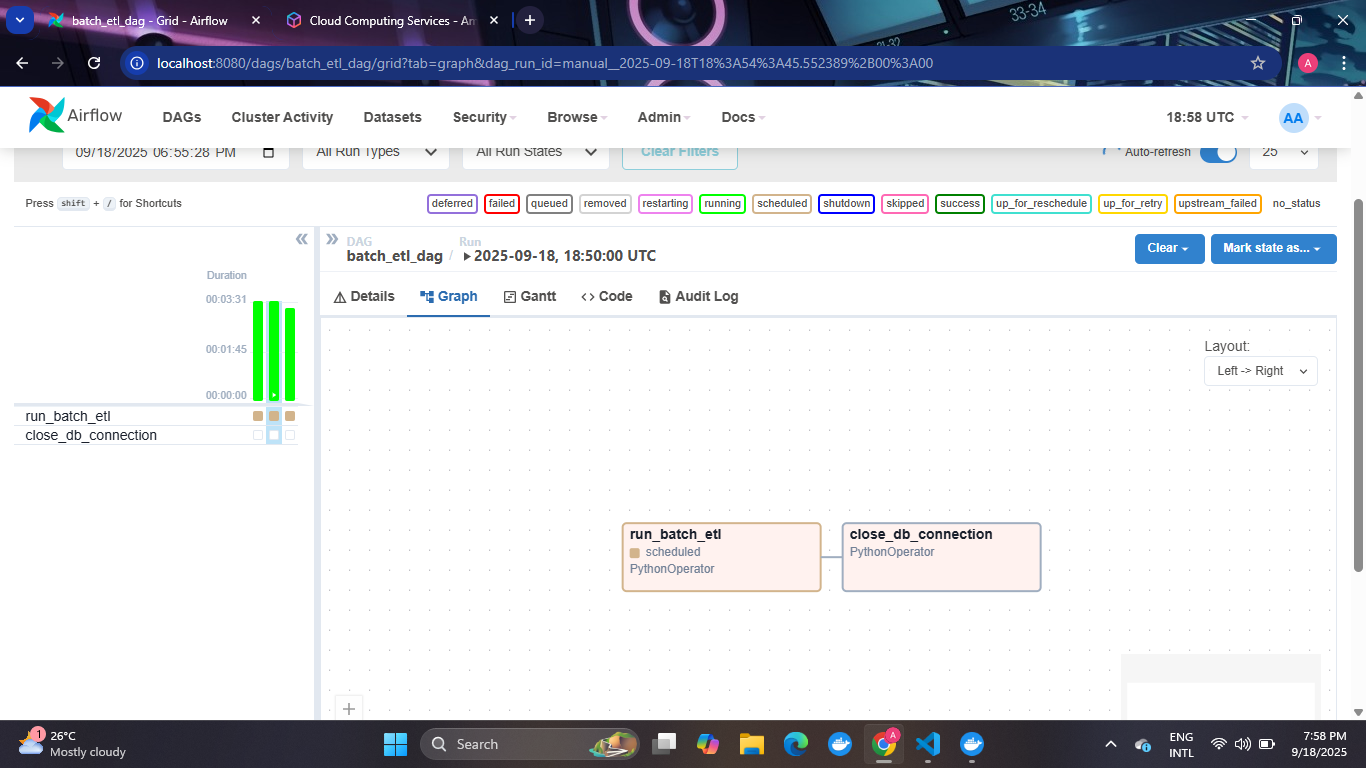 batch_etl_dag - Grid - Airflow
Cloud Computing Services - Am
33-34
localhost:8080/dags/batch_etl_dag/grid?tab=graph&dag_run_id=manual__2025-09-18T18%3A54%3A45.552389%2B00%3A00
A
Airflow
DAGs
Cluster Activity
Datasets
Security
Browse
Admin
Docs
18:58 UTC
AA
09/18/2025 06:55:28 PM
All Run Types
All Run States
Clear Filters
Auto-refresh
25
Press shift + / for Shortcuts
deferred failed queued removed restarting running scheduled shutdown skipped success up_for_reschedule up_for_retry upstream_failed no_status
DAG
batch_etl_dag /
Run
2025-09-18, 18:50:00 UTC
Clear
Mark state as...
Duration
00:03:31
00:01:45
00:00:00
run_batch_etl
close_db_connection
Details
Graph
Gantt
Code
Audit Log
Layout:
Left -> Right
run_batch_etl
scheduled
PythonOperator
close_db_connection
PythonOperator
1
26°C
Mostly cloudy
Search
A
ENG
INTL
7:58 PM
9/18/2025